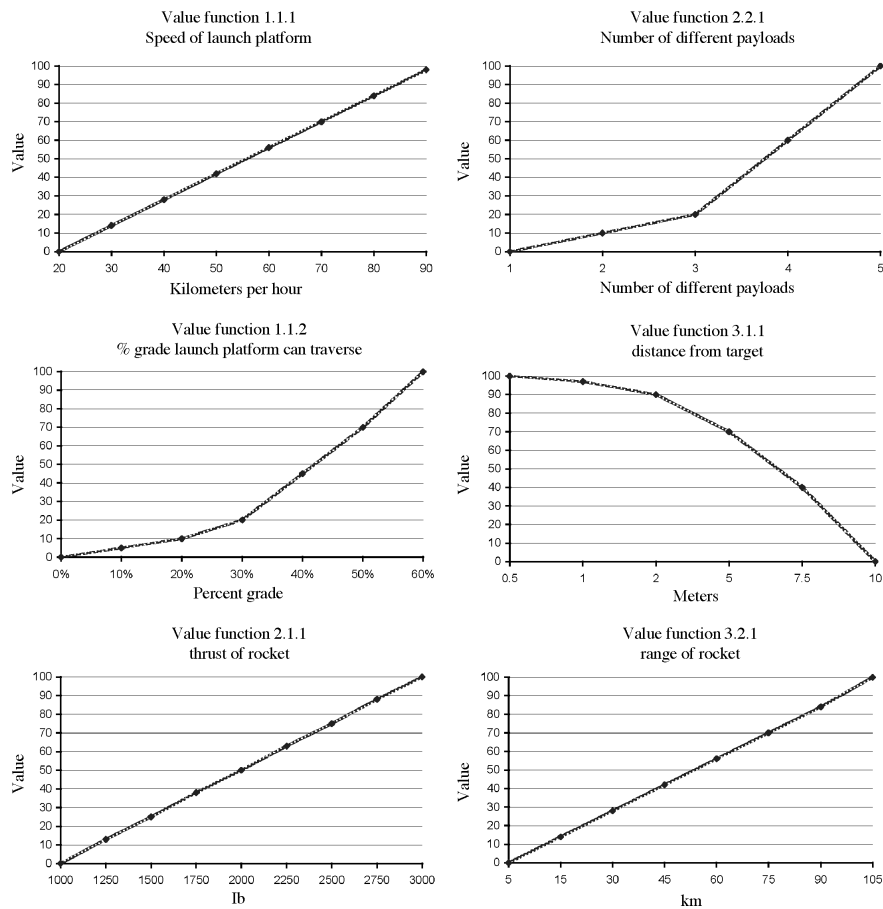 Value function 1.1.1
Speed of launch platform
Value
100
90
80
70
60
50
40
30
20
10
0
20 30 40 50 60 70 80 90
Kilometers per hour
Value function 2.2.1
Number of different payloads
Value
100
90
80
70
60
50
40
30
20
10
0
1 2 3 4 5
Number of different payloads
Value function 1.1.2
% grade launch platform can traverse
Value
100
90
80
70
60
50
40
30
20
10
0
0% 10% 20% 30% 40% 50% 60%
Percent grade
Value function 3.1.1
distance from target
Value
100
90
80
70
60
50
40
30
20
10
0
0.5 1 2 5 7.5 10
Meters
Value function 2.1.1
thrust of rocket
Value
100
90
80
70
60
50
40
30
20
10
0
1000 1250 1500 1750 2000 2250 2500 2750 3000
Ib
Value function 3.2.1
range of rocket
Value
100
90
80
70
60
50
40
30
20
10
0
5 15 30 45 60 75 90 105
km